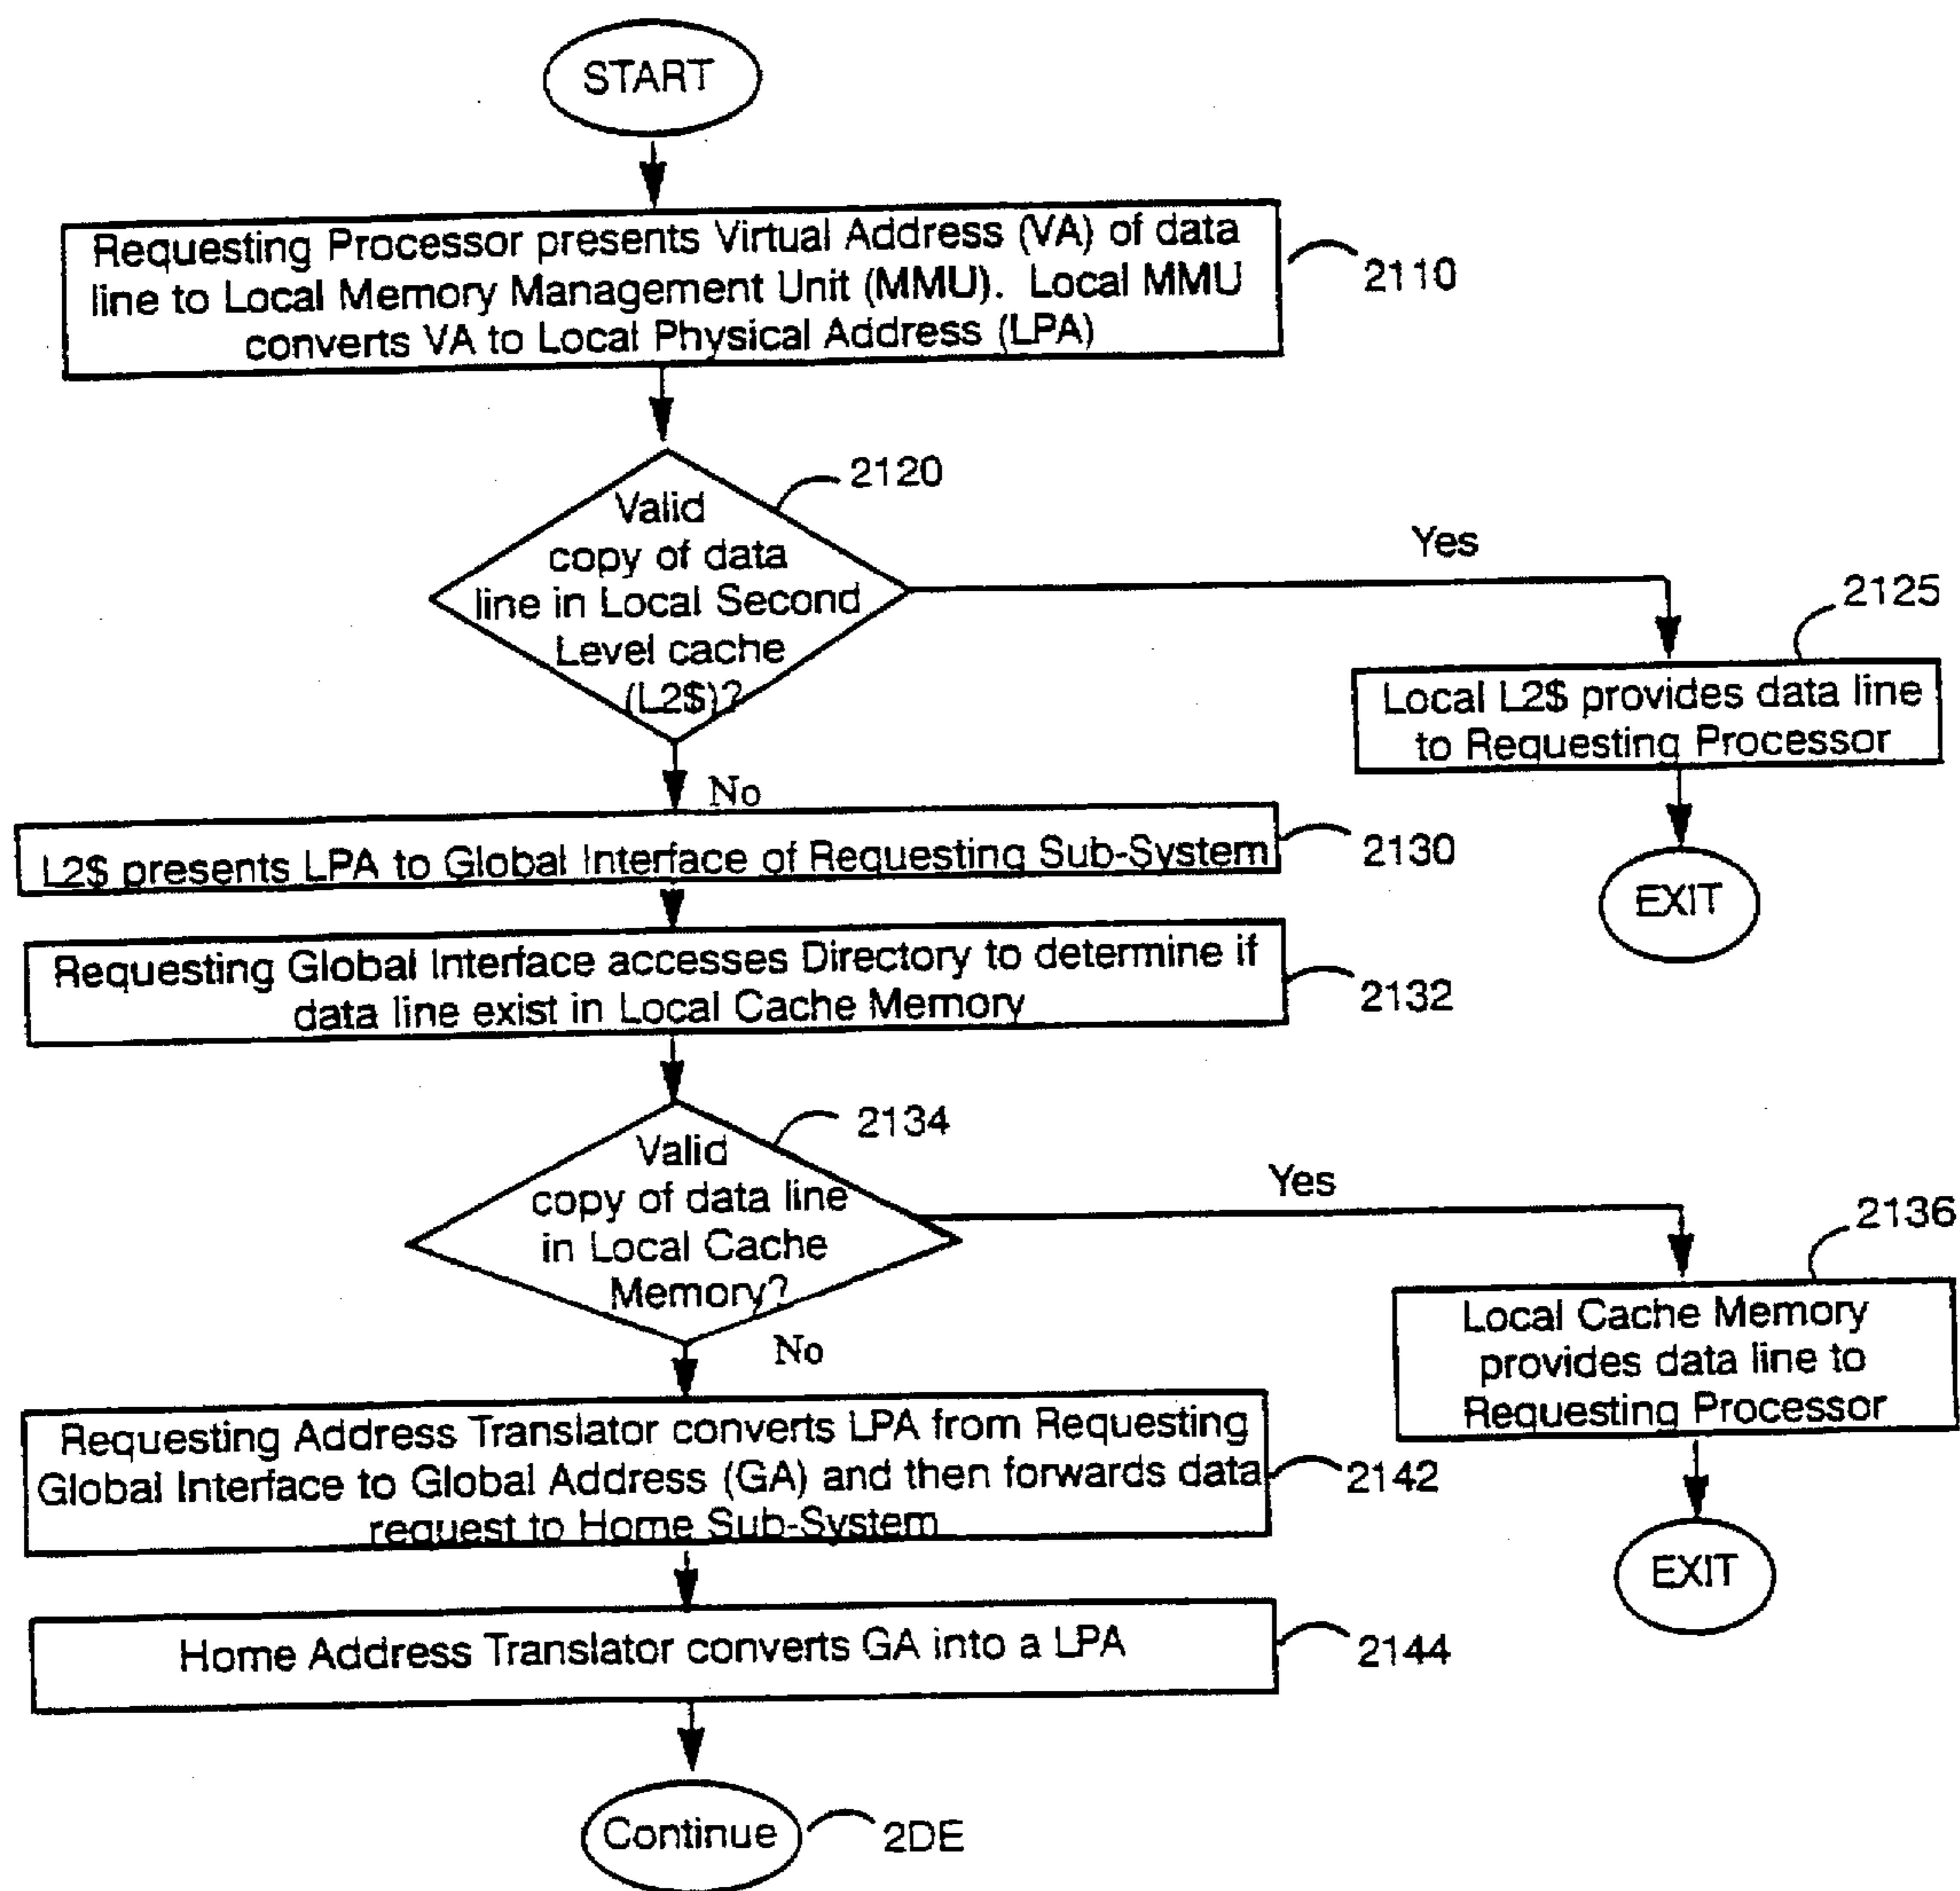 START
Requesting Processor presents Virtual Address (VA) of data
line to Local Memory Management Unit (MMU). Local MMU
converts VA to Local Physical Address (LPA)
2110
Valid
copy of data
line in Local Second
Level cache
(L2$)?
2120
Yes
Local L2$ provides data line
to Requesting Processor
2125
EXIT
No
L2$ presents LPA to Global Interface of Requesting Sub-System
2130
Requesting Global Interface accesses Directory to determine if
data line exist in Local Cache Memory
2132
Valid
copy of data line
in Local Cache
Memory?
2134
Yes
Local Cache Memory
provides data line to
Requesting Processor
2136
EXIT
No
Requesting Address Translator converts LPA from Requesting
Global Interface to Global Address (GA) and then forwards data
request to Home Sub-System
2142
Home Address Translator converts GA into a LPA
2144
Continue
2DE